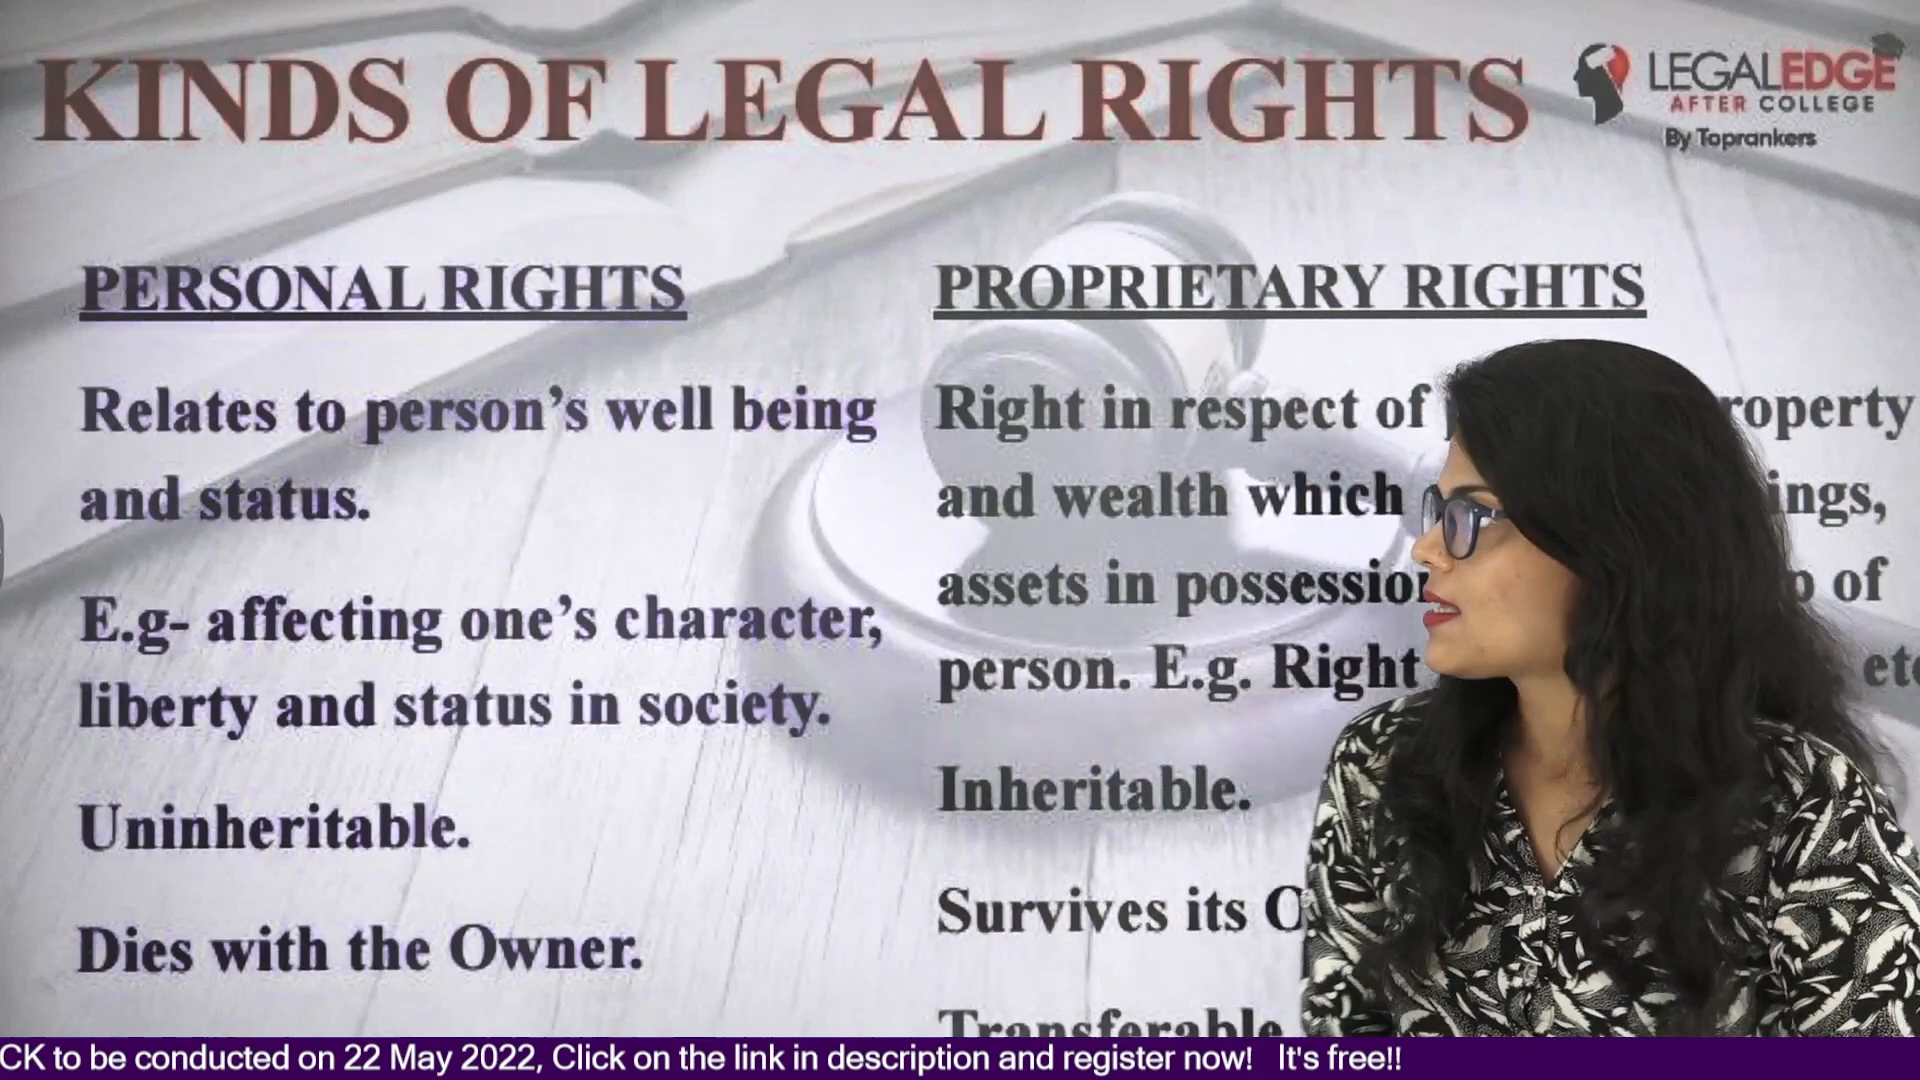 KINDS OF LEGAL RIGHTS
LEGALEDGE
AFTER COLLEGE
By Toprankers
PERSONAL RIGHTS
Relates to person's well being
and status.
E.g- affecting one's character,
liberty and status in society.
Uninheritable.
Dies with the Owner.
PROPRIETARY RIGHTS
Right in respect of
and wealth which
assets in possession of
person. E.g. Right
Inheritable.
Survives its
Transferable
CK to be conducted on 22 May 2022, Click on the link in description and register now! It's free!!